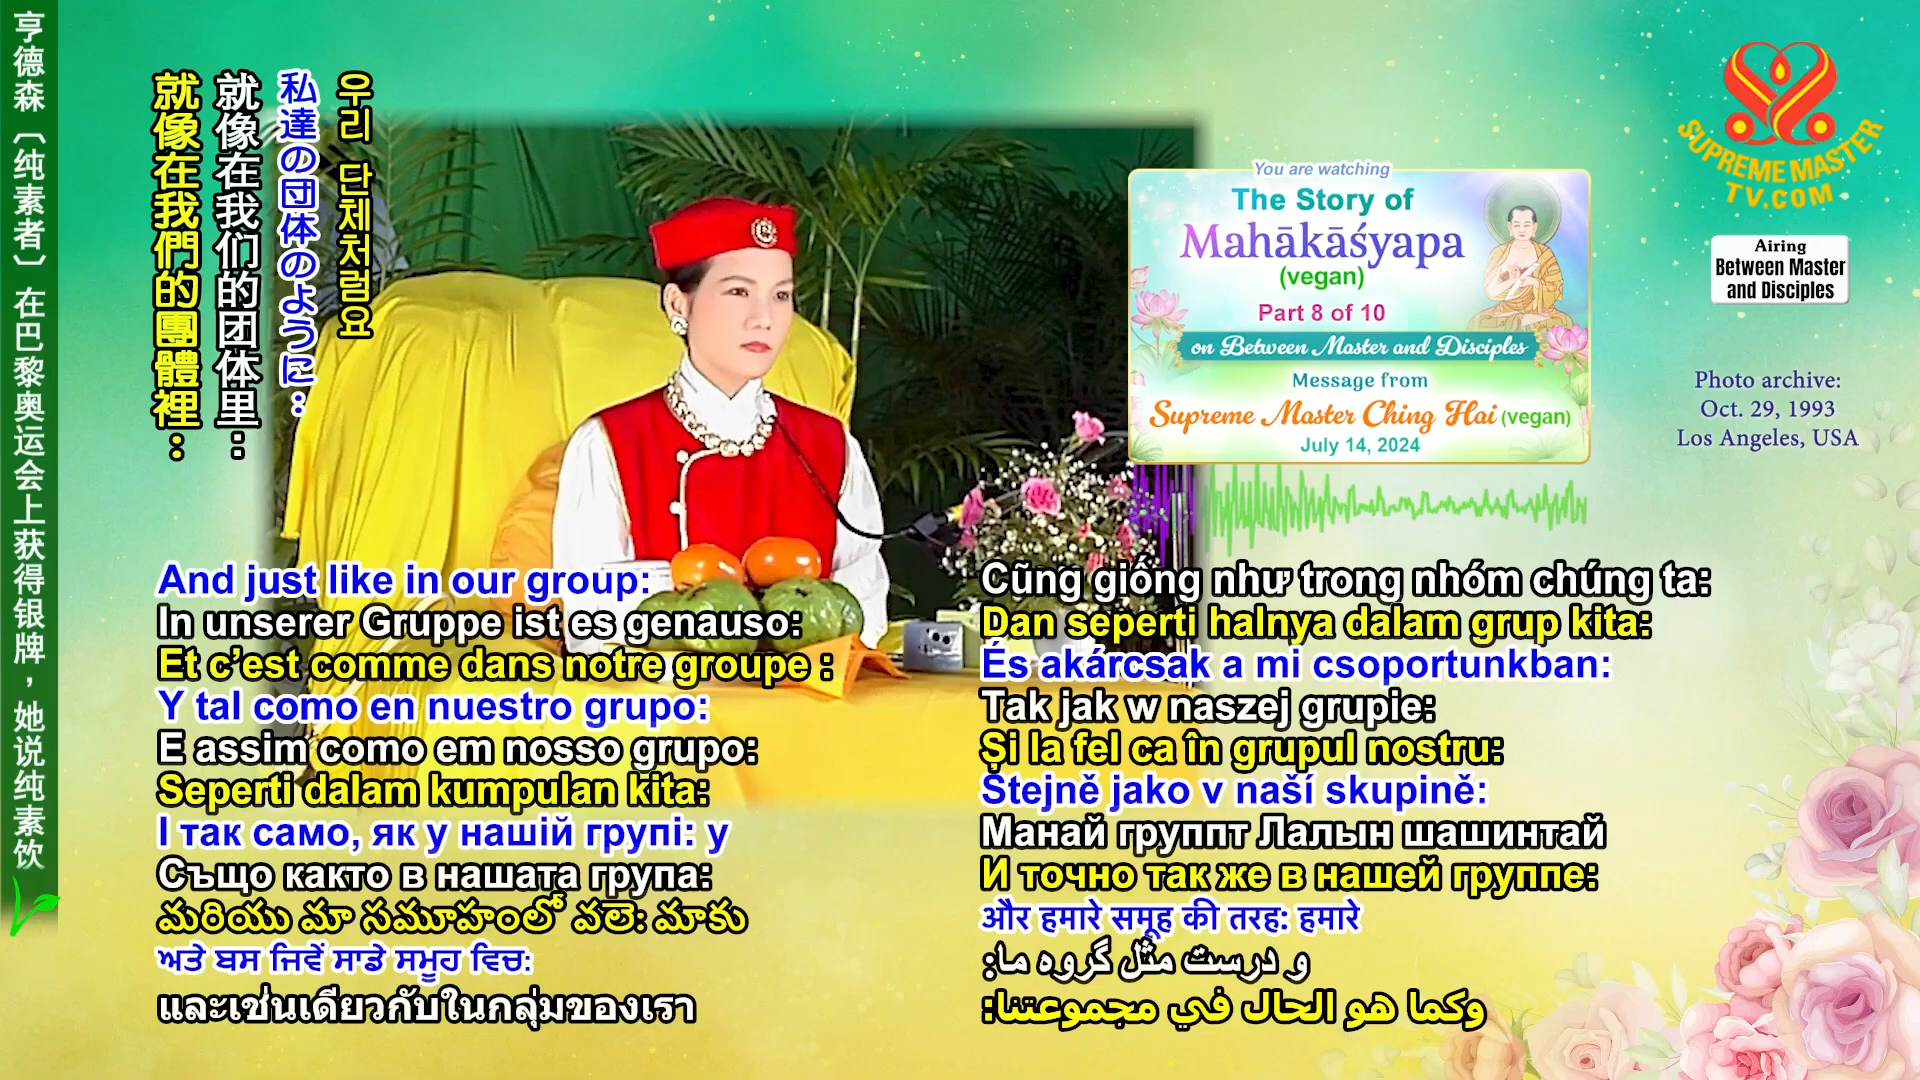 亨德森（纯素者）在巴黎奥运会上获得银牌，她说纯素饮
우리 단체처럼요
私達の団体のように：
就像在我们的团体里：
就像在我們的團體裡：
You are watching
The Story of
Mahākāśyapa
(vegan)
Part 8 of 10
on Between Master and Disciples
Message from
Supreme Master Ching Hai (vegan)
July 14, 2024
SUPREME MASTER
TV.COM
Airing
Between Master
and Disciples
Photo archive:
Oct. 29, 1993
Los Angeles, USA
And just like in our group:
In unserer Gruppe ist es genauso:
Et c’est comme dans notre groupe :
Y tal como en nuestro grupo:
E assim como em nosso grupo:
Seperti dalam kumpulan kita:
І так само, як у нашій групі: у
Също както в нашата група:
మరియు మా సమూహంలో వలె: మాకు
ਅਤੇ ਬਸ ਜਿਵੇਂ ਸਾਡੇ ਸਮੂਹ ਵਿਚ:
และเช่นเดียวกับในกลุ่มของเรา
Cũng giống như trong nhóm chúng ta:
Dan seperti halnya dalam grup kita:
És akárcsak a mi csoportunkban:
Tak jak w naszej grupie:
Și la fel ca în grupul nostru:
Stejně jako v naší skupině:
Манай группт Лалын шашинтай
И точно так же в нашей группе:
और हमारे समूह की तरह: हमारे
و درست مثل گروه ما:
وكما هو الحال في مجموعتنا: